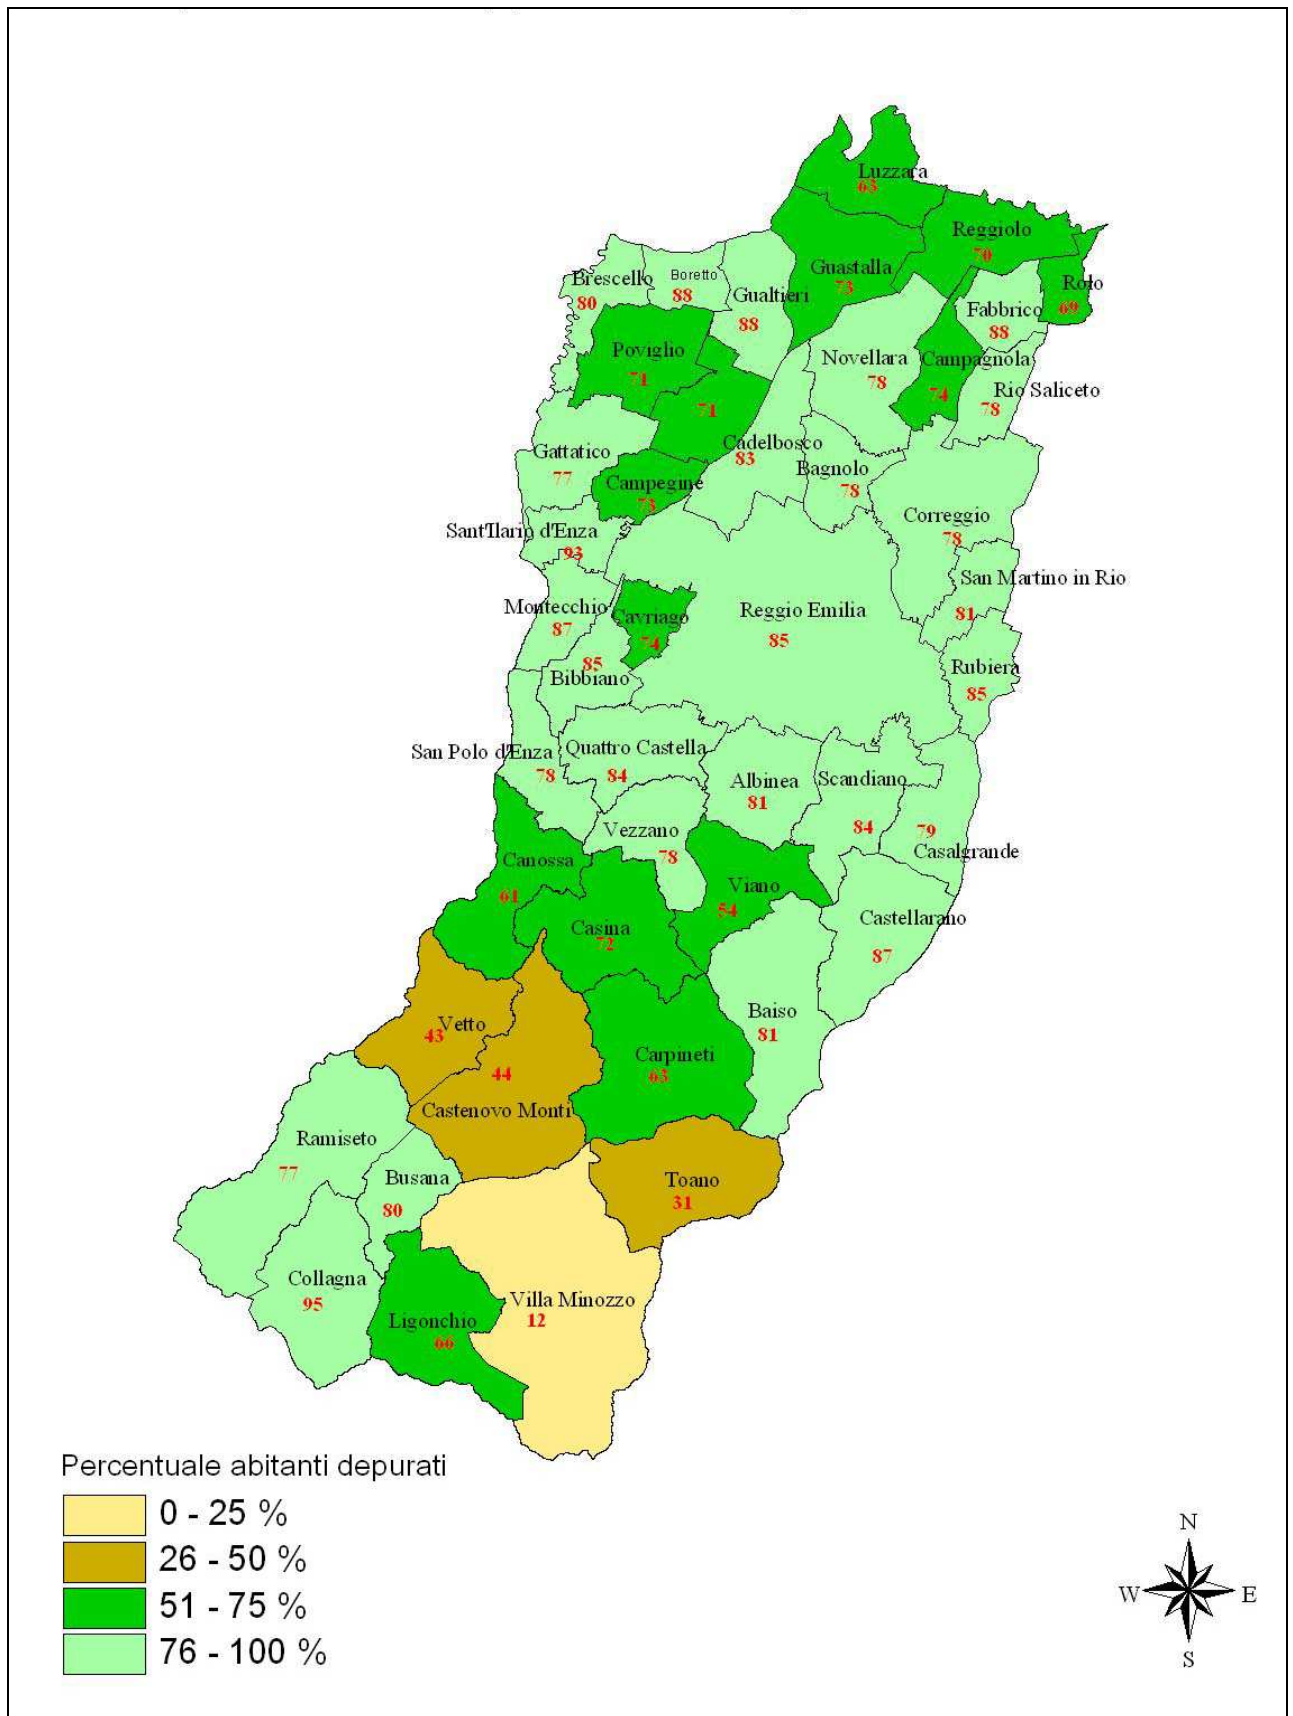 Luzzara
63
Reggiolo
70
Guastalla
73
Rolo
69
Brescello
80
Boretto
88
Gualtieri
88
Fabbrico
88
Poviglio
71
Novellara
78
Campagnola
74
Rio Saliceto
78
71
Cadelbosco
83
Gattatico
77
Bagnolo
78
Campegine
73
Correggio
78
Sant'Ilario d'Enza
93
San Martino in Rio
81
Montecchio
87
Cavriago
74
Reggio Emilia
85
85
Bibbiano
Rubiera
85
San Polo d'Enza
78
Quattro Castella
84
Albinea
81
Scandiano
84
79
Casalgrande
Vezzano
78
Canossa
61
Viano
54
Casina
72
Castellarano
87
Vetto
43
Baiso
81
44
Castenovo Monti
Carpineti
63
Ramiseto
77
Busana
80
Toano
31
Collagna
95
Villa Minozzo
12
Ligonchio
66
Percentuale abitanti depurati
0 - 25 %
26 - 50 %
51 - 75 %
76 - 100 %
N
W E
S